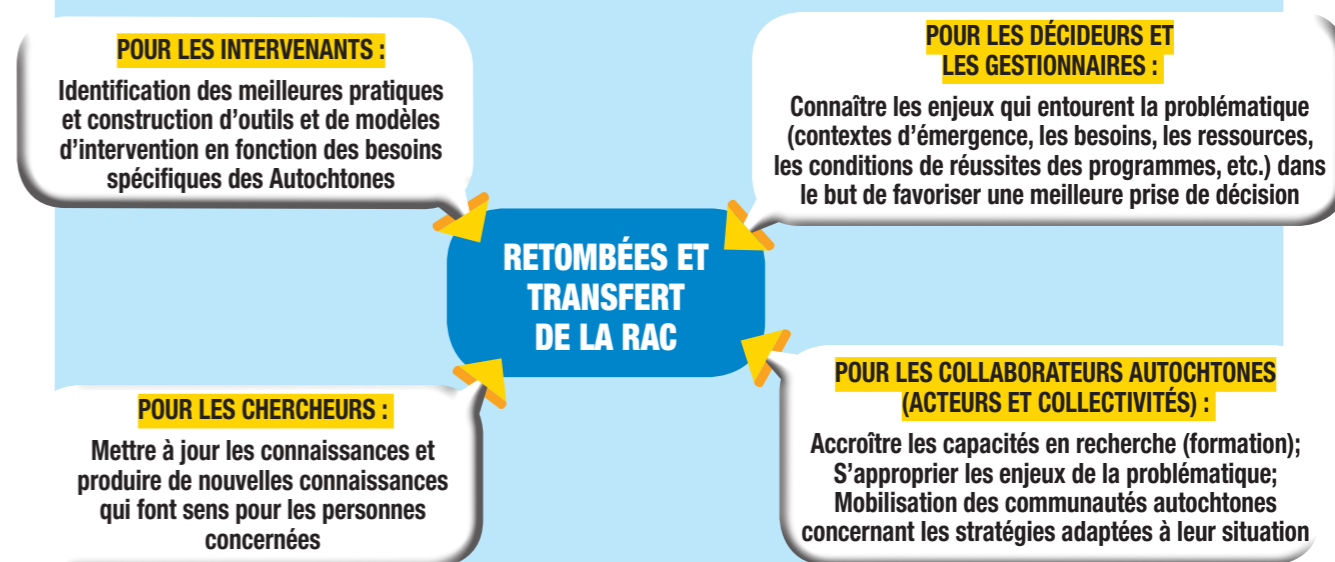 POUR LES INTERVENANTS :
Identification des meilleures pratiques
et construction d'outils et de modèles
d'intervention en fonction des besoins
spécifiques des Autochtones
POUR LES DÉCIDEURS ET
LES GESTIONNAIRES :
Connaître les enjeux qui entourent la problématique
(contextes d'émergence, les besoins, les ressources,
les conditions de réussites des programmes, etc.) dans
le but de favoriser une meilleure prise de décision
RETOMBÉES ET
TRANSFERT
DE LA RAC
POUR LES CHERCHEURS :
Mettre à jour les connaissances et
produire de nouvelles connaissances
qui font sens pour les personnes
concernées
POUR LES COLLABORATEURS AUTOCHTONES
(ACTEURS ET COLLECTIVITÉS) :
Accroître les capacités en recherche (formation);
S'approprier les enjeux de la problématique;
Mobilisation des communautés autochtones
concernant les stratégies adaptées à leur situation